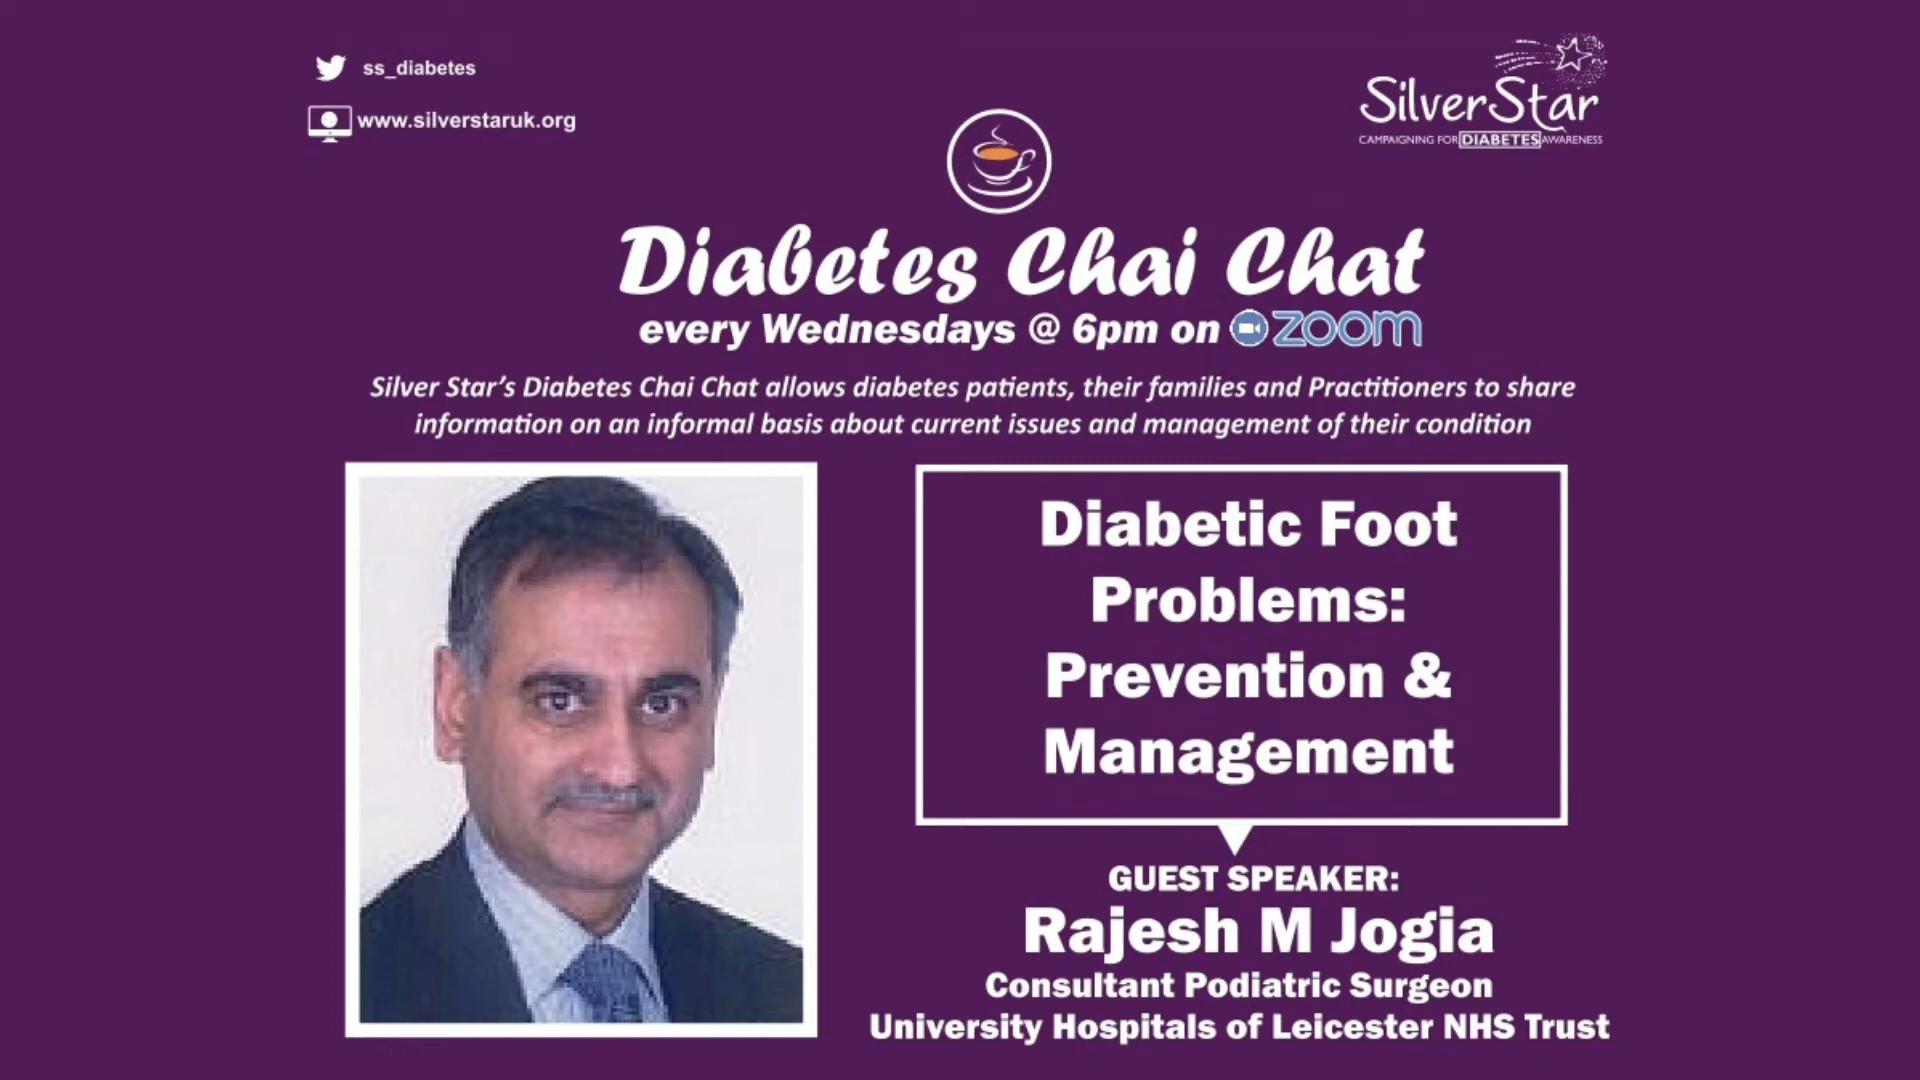 ss_diabetes
www.silverstaruk.org
SilverStar
CAMPAIGNING FOR DIABETES AWARENESS
Diabetes Chai Chat
every Wednesdays @ 6pm on zoom
Silver Star's Diabetes Chai Chat allows diabetes patients, their families and Practitioners to share
information on an informal basis about current issues and management of their condition
Diabetic Foot
Problems:
Prevention &
Management
GUEST SPEAKER:
Rajesh M Jogia
Consultant Podiatric Surgeon
University Hospitals of Leicester NHS Trust